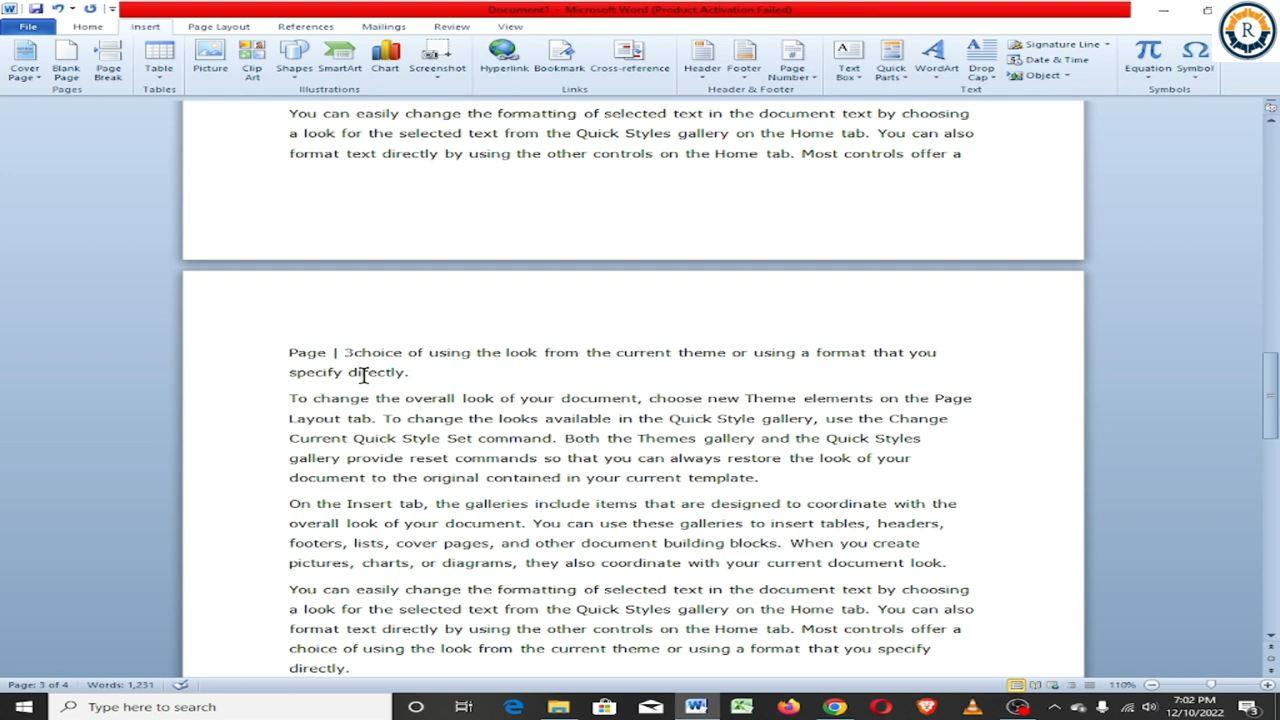 Document1 - Microsoft Word (Product Activation Failed)
File Home Insert Page Layout References Mailings Review View
Cover Page Blank Page Page Break Table Picture Clip Art Shapes SmartArt Chart Screenshot Hyperlink Bookmark Cross-reference Header Footer Page Number Text Box Quick Parts WordArt Drop Cap Signature Line Date & Time Object Equation Symbol
Pages Tables Illustrations Links Header & Footer Text Symbols
R
You can easily change the formatting of selected text in the document text by choosing
a look for the selected text from the Quick Styles gallery on the Home tab. You can also
format text directly by using the other controls on the Home tab. Most controls offer a
Page | 3choice of using the look from the current theme or using a format that you
specify directly.
To change the overall look of your document, choose new Theme elements on the Page
Layout tab. To change the looks available in the Quick Style gallery, use the Change
Current Quick Style Set command. Both the Themes gallery and the Quick Styles
gallery provide reset commands so that you can always restore the look of your
document to the original contained in your current template.
On the Insert tab, the galleries include items that are designed to coordinate with the
overall look of your document. You can use these galleries to insert tables, headers,
footers, lists, cover pages, and other document building blocks. When you create
pictures, charts, or diagrams, they also coordinate with your current document look.
You can easily change the formatting of selected text in the document text by choosing
a look for the selected text from the Quick Styles gallery on the Home tab. You can also
format text directly by using the other controls on the Home tab. Most controls offer a
choice of using the look from the current theme or using a format that you specify
directly.
Page: 3 of 4 Words: 1,231 110%
Type here to search
7:02 PM
12/10/2022
3